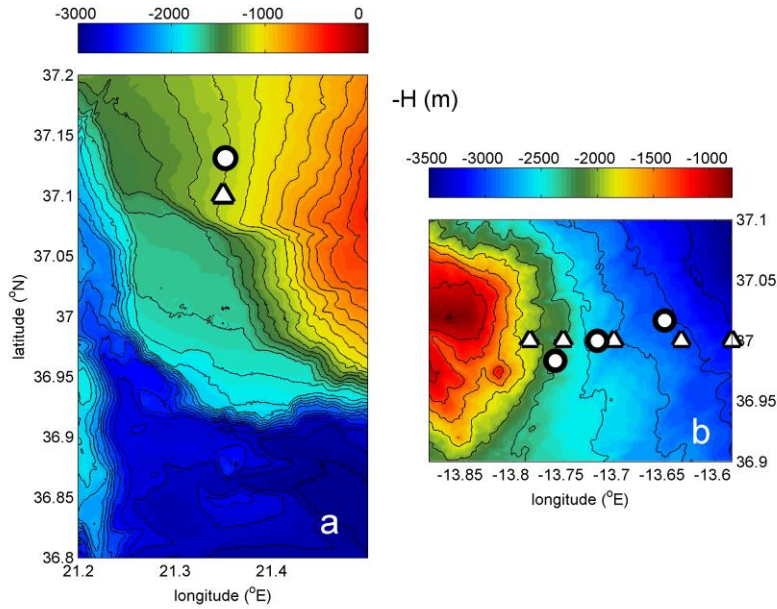 -3000 -2000 -1000 0
37.2
37.15
37.1
37.05
37
36.95
36.9
36.85
36.8
latitude (°N)
21.2 21.3 21.4
longitude (°E)
a
-H (m)
-3500 -3000 -2500 -2000 -1500 -1000
37.1
37.05
37
36.95
36.9
b
-13.85 -13.8 -13.75 -13.7 -13.65 -13.6
longitude (°E)